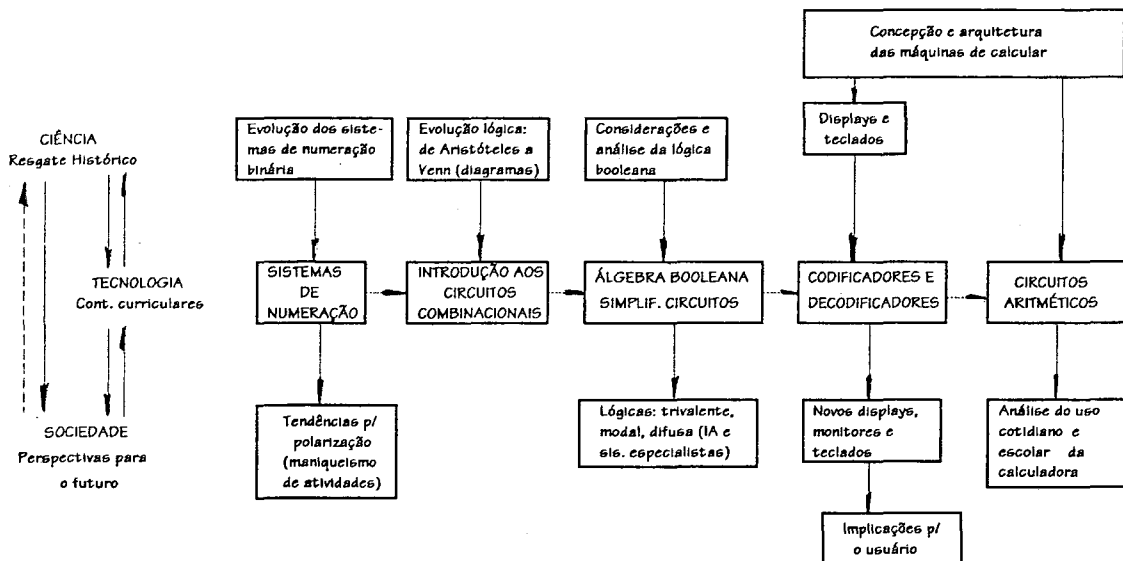 Concepção e arquitetura
das máquinas de calcular
CIÊNCIA
Resgate Histórico
Evolução dos siste-
mas de numeração
binária
Evolução lógica:
de Aristóteles a
Venn (diagramas)
Considerações e
análise da lógica
booleana
Displays e
teclados
TECNOLOGIA
Cont. curriculares
SISTEMAS
DE
NUMERAÇÃO
INTRODUÇÃO AOS
CIRCUITOS
COMBINACIONAIS
ÁLGEBRA BOOLEANA
SIMPLIF. CIRCUITOS
CODIFICADORES E
DECODIFICADORES
CIRCUITOS
ARITMÉTICOS
SOCIEDADE
Perspectivas para
o futuro
Tendências p/
polarização
(maniqueismo
de atividades)
Lógicas: trivalente,
modal, difusa (IA e
sis. especialistas)
Novos displays,
monitores e
teclados
Análise do uso
cotidiano e
escolar da
calculadora
Implicações p/
o usuário